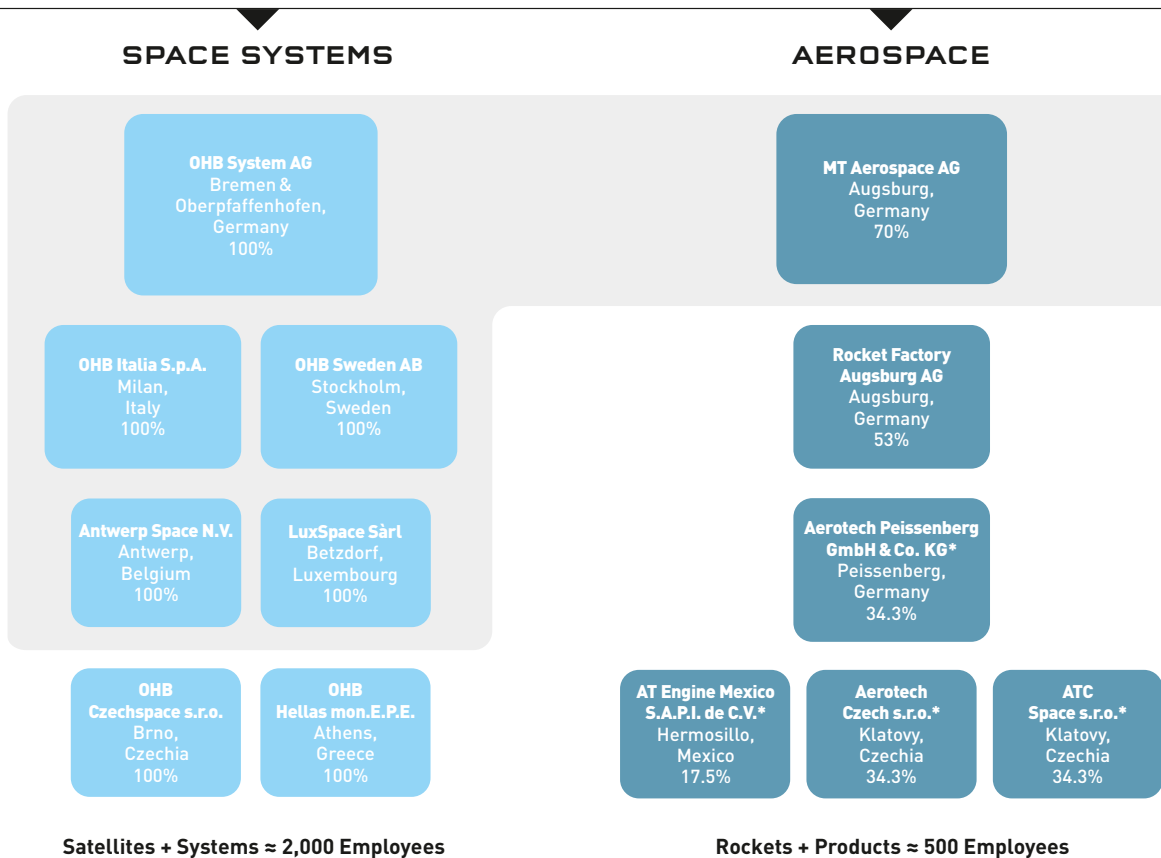 SPACE SYSTEMS
OHB System AG
Bremen &
Oberpfaffenhofen,
Germany
100%
OHB Italia S.p.A.
Milan,
Italy
100%
OHB Sweden AB
Stockholm,
Sweden
100%
Antwerp Space N.V.
Antwerp,
Belgium
100%
LuxSpace Sàrl
Betzdorf,
Luxembourg
100%
OHB
Czechspace s.r.o.
Brno,
Czechia
100%
OHB
Hellas mon.E.P.E.
Athens,
Greece
100%
Satellites + Systems ≈ 2,000 Employees
AEROSPACE
MT Aerospace AG
Augsburg,
Germany
70%
Rocket Factory
Augsburg AG
Augsburg,
Germany
53%
Aerotech Peissenberg
GmbH & Co. KG*
Peissenberg,
Germany
34.3%
AT Engine Mexico
S.A.P.I. de C.V.*
Hermosillo,
Mexico
17.5%
Aerotech
Czech s.r.o.*
Klatovy,
Czechia
34.3%
ATC
Space s.r.o.*
Klatovy,
Czechia
34.3%
Rockets + Products ≈ 500 Employees